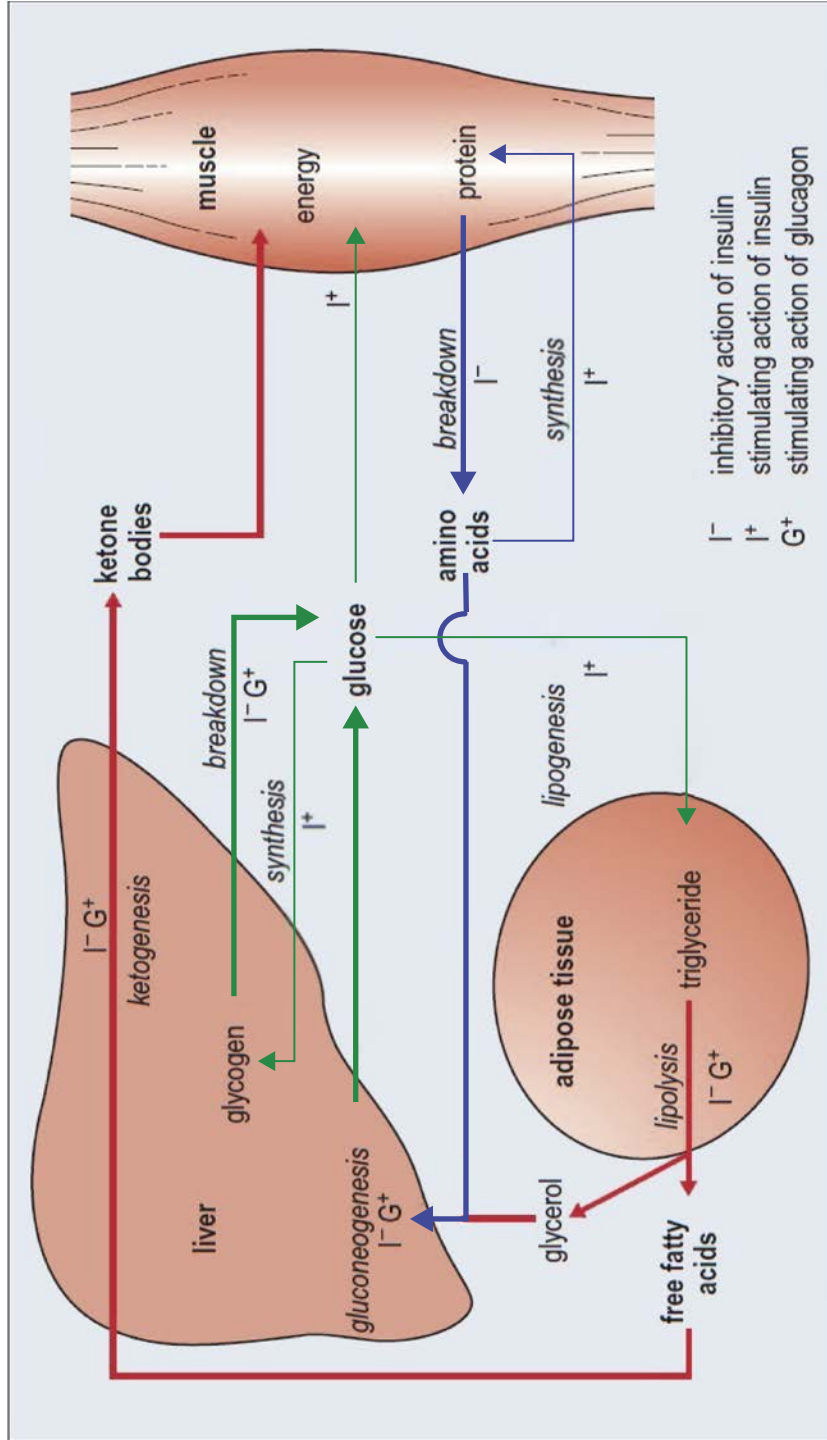 liver
I⁻ G⁺
ketogenesis
ketone
bodies
muscle
energy
protein
glycogen
breakdown
I⁻ G⁺
synthesis
I⁺
gluconeogenesis
I⁻ G⁺
glucose
I⁺
breakdown
I⁻
amino
acids
synthesis
I⁺
glycerol
adipose tissue
lipogenesis
I⁺
lipolysis
I⁻ G⁺
triglyceride
free fatty
acids
I⁻ inhibitory action of insulin
I⁺ stimulating action of insulin
G⁺ stimulating action of glucagon